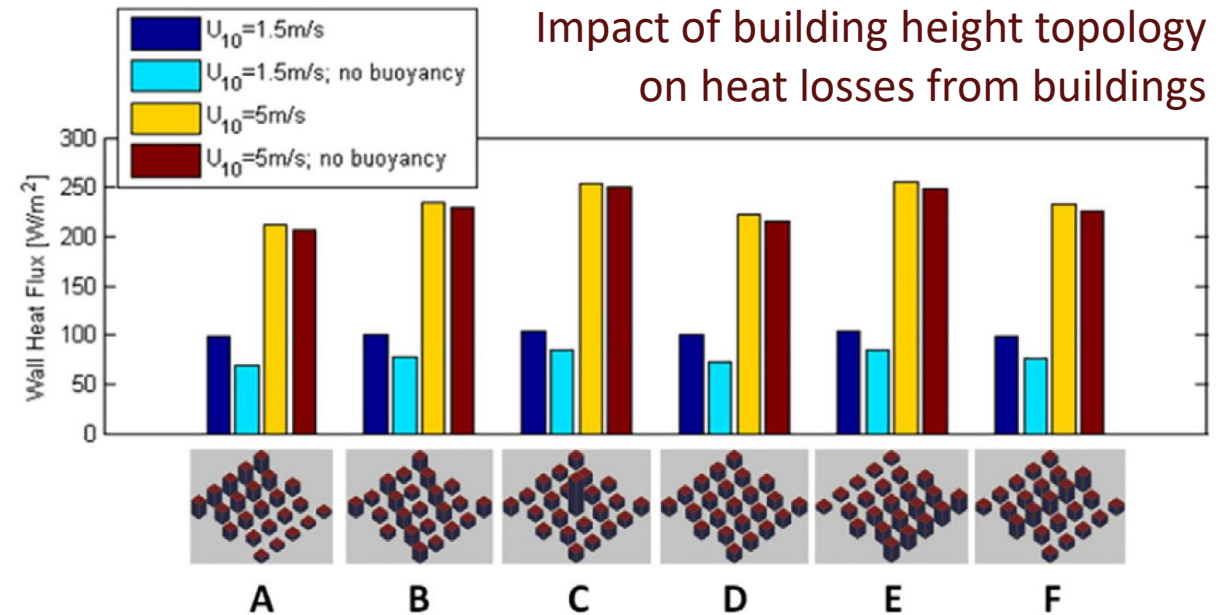 Impact of building height topology
on heat losses from buildings
U10=1.5m/s
U10=1.5m/s; no buoyancy
U10=5m/s
U10=5m/s; no buoyancy
Wall Heat Flux [W/m²]
300
250
200
150
100
50
0
A B C D E F